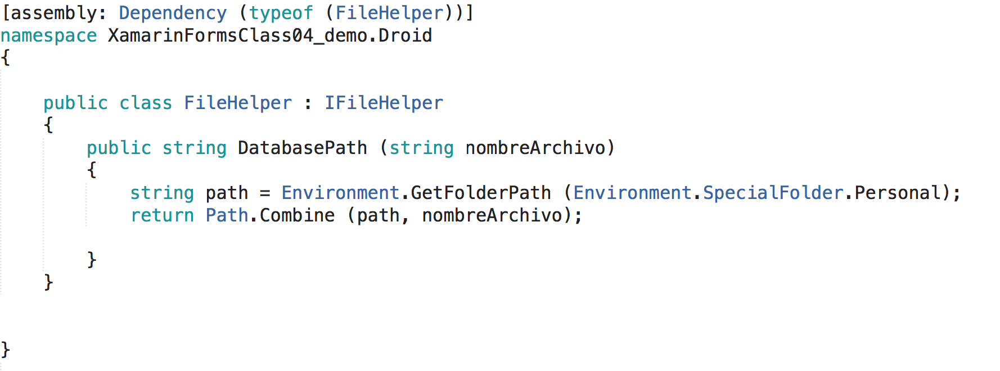 [assembly: Dependency (typeof (FileHelper))]
namespace XamarinFormsClass04_demo.Droid
{
public class FileHelper : IFileHelper
{
public string DatabasePath (string nombreArchivo)
{
string path = Environment.GetFolderPath (Environment.SpecialFolder.Personal);
return Path.Combine (path, nombreArchivo);
}
}
}